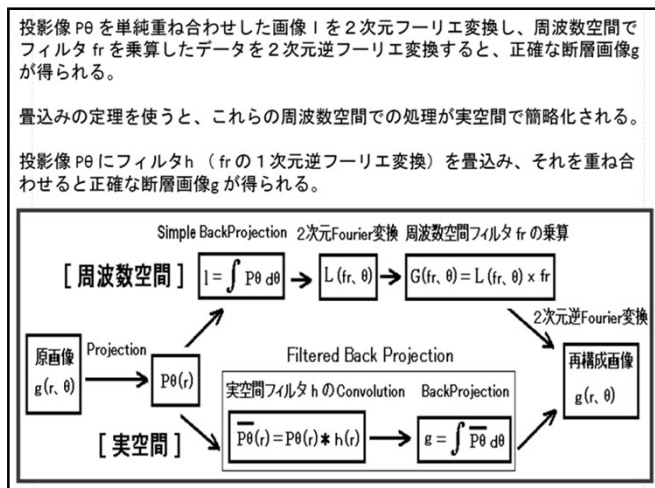 投影像 Pθ を単純重ね合わせした画像 l を２次元フーリエ変換し、周波数空間で
フィルタ fr を乗算したデータを２次元逆フーリエ変換すると、正確な断層画像g
が得られる。
畳込みの定理を使うと、これらの周波数空間での処理が実空間で簡略化される。
投影像 Pθ にフィルタh （ fr の１次元逆フーリエ変換）を畳込み、それを重ね合
わせると正確な断層画像g が得られる。
Simple BackProjection 2次元Fourier変換 周波数空間フィルタ fr の乗算
[ 周波数空間 ] l = ∫ Pθ dθ → L (fr、θ) → G(fr、θ) = L (fr、θ) x fr
2次元逆Fourier変換
原画像
g(r、θ)
Projection
Pθ(r)
Filtered Back Projection
再構成画像
g(r、θ)
実空間フィルタ h のConvolution BackProjection
[ 実空間 ] P̅θ̅(r) = Pθ(r) * h(r) → g = ∫ P̅θ̅ dθ